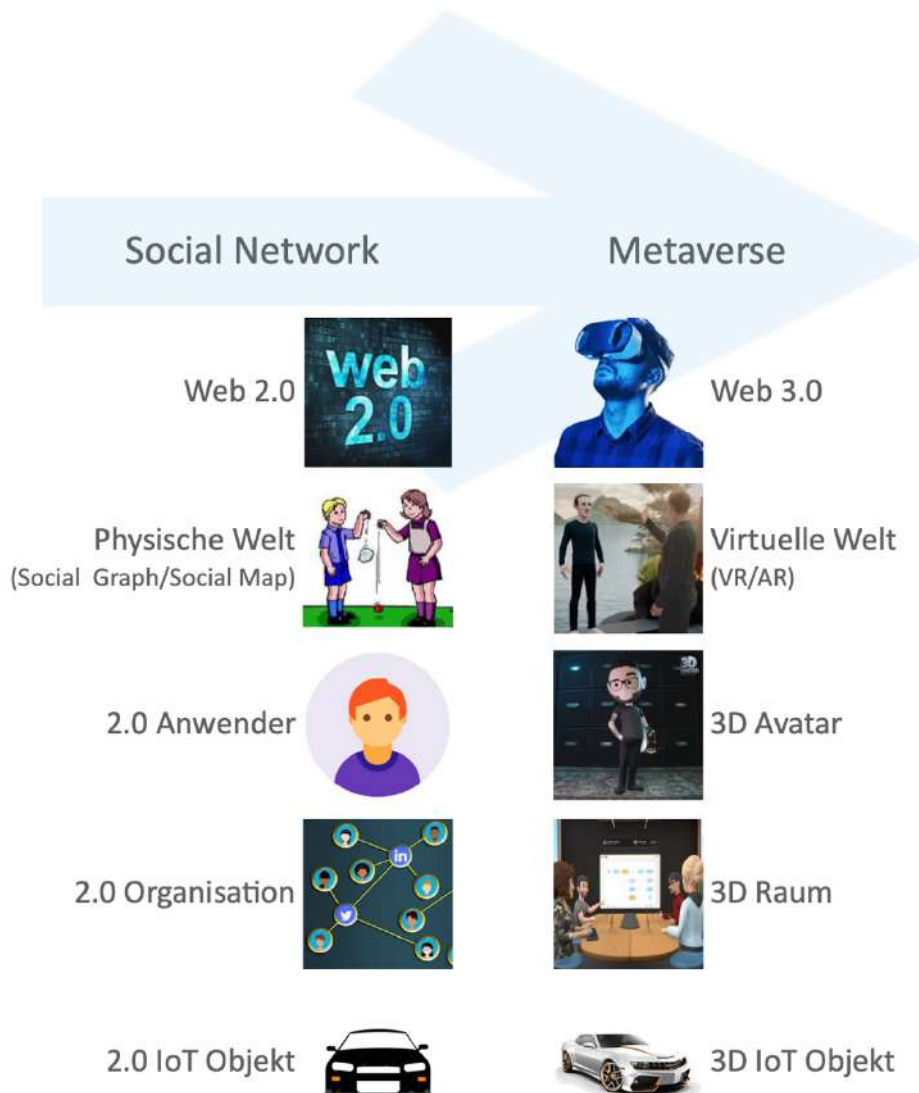 Social Network
Metaverse
Web 2.0
web
2.0
Web 3.0
Physische Welt
(Social Graph/Social Map)
Virtuelle Welt
(VR/AR)
2.0 Anwender
3D
3D Avatar
2.0 Organisation
in
3D Raum
2.0 IoT Objekt
3D IoT Objekt